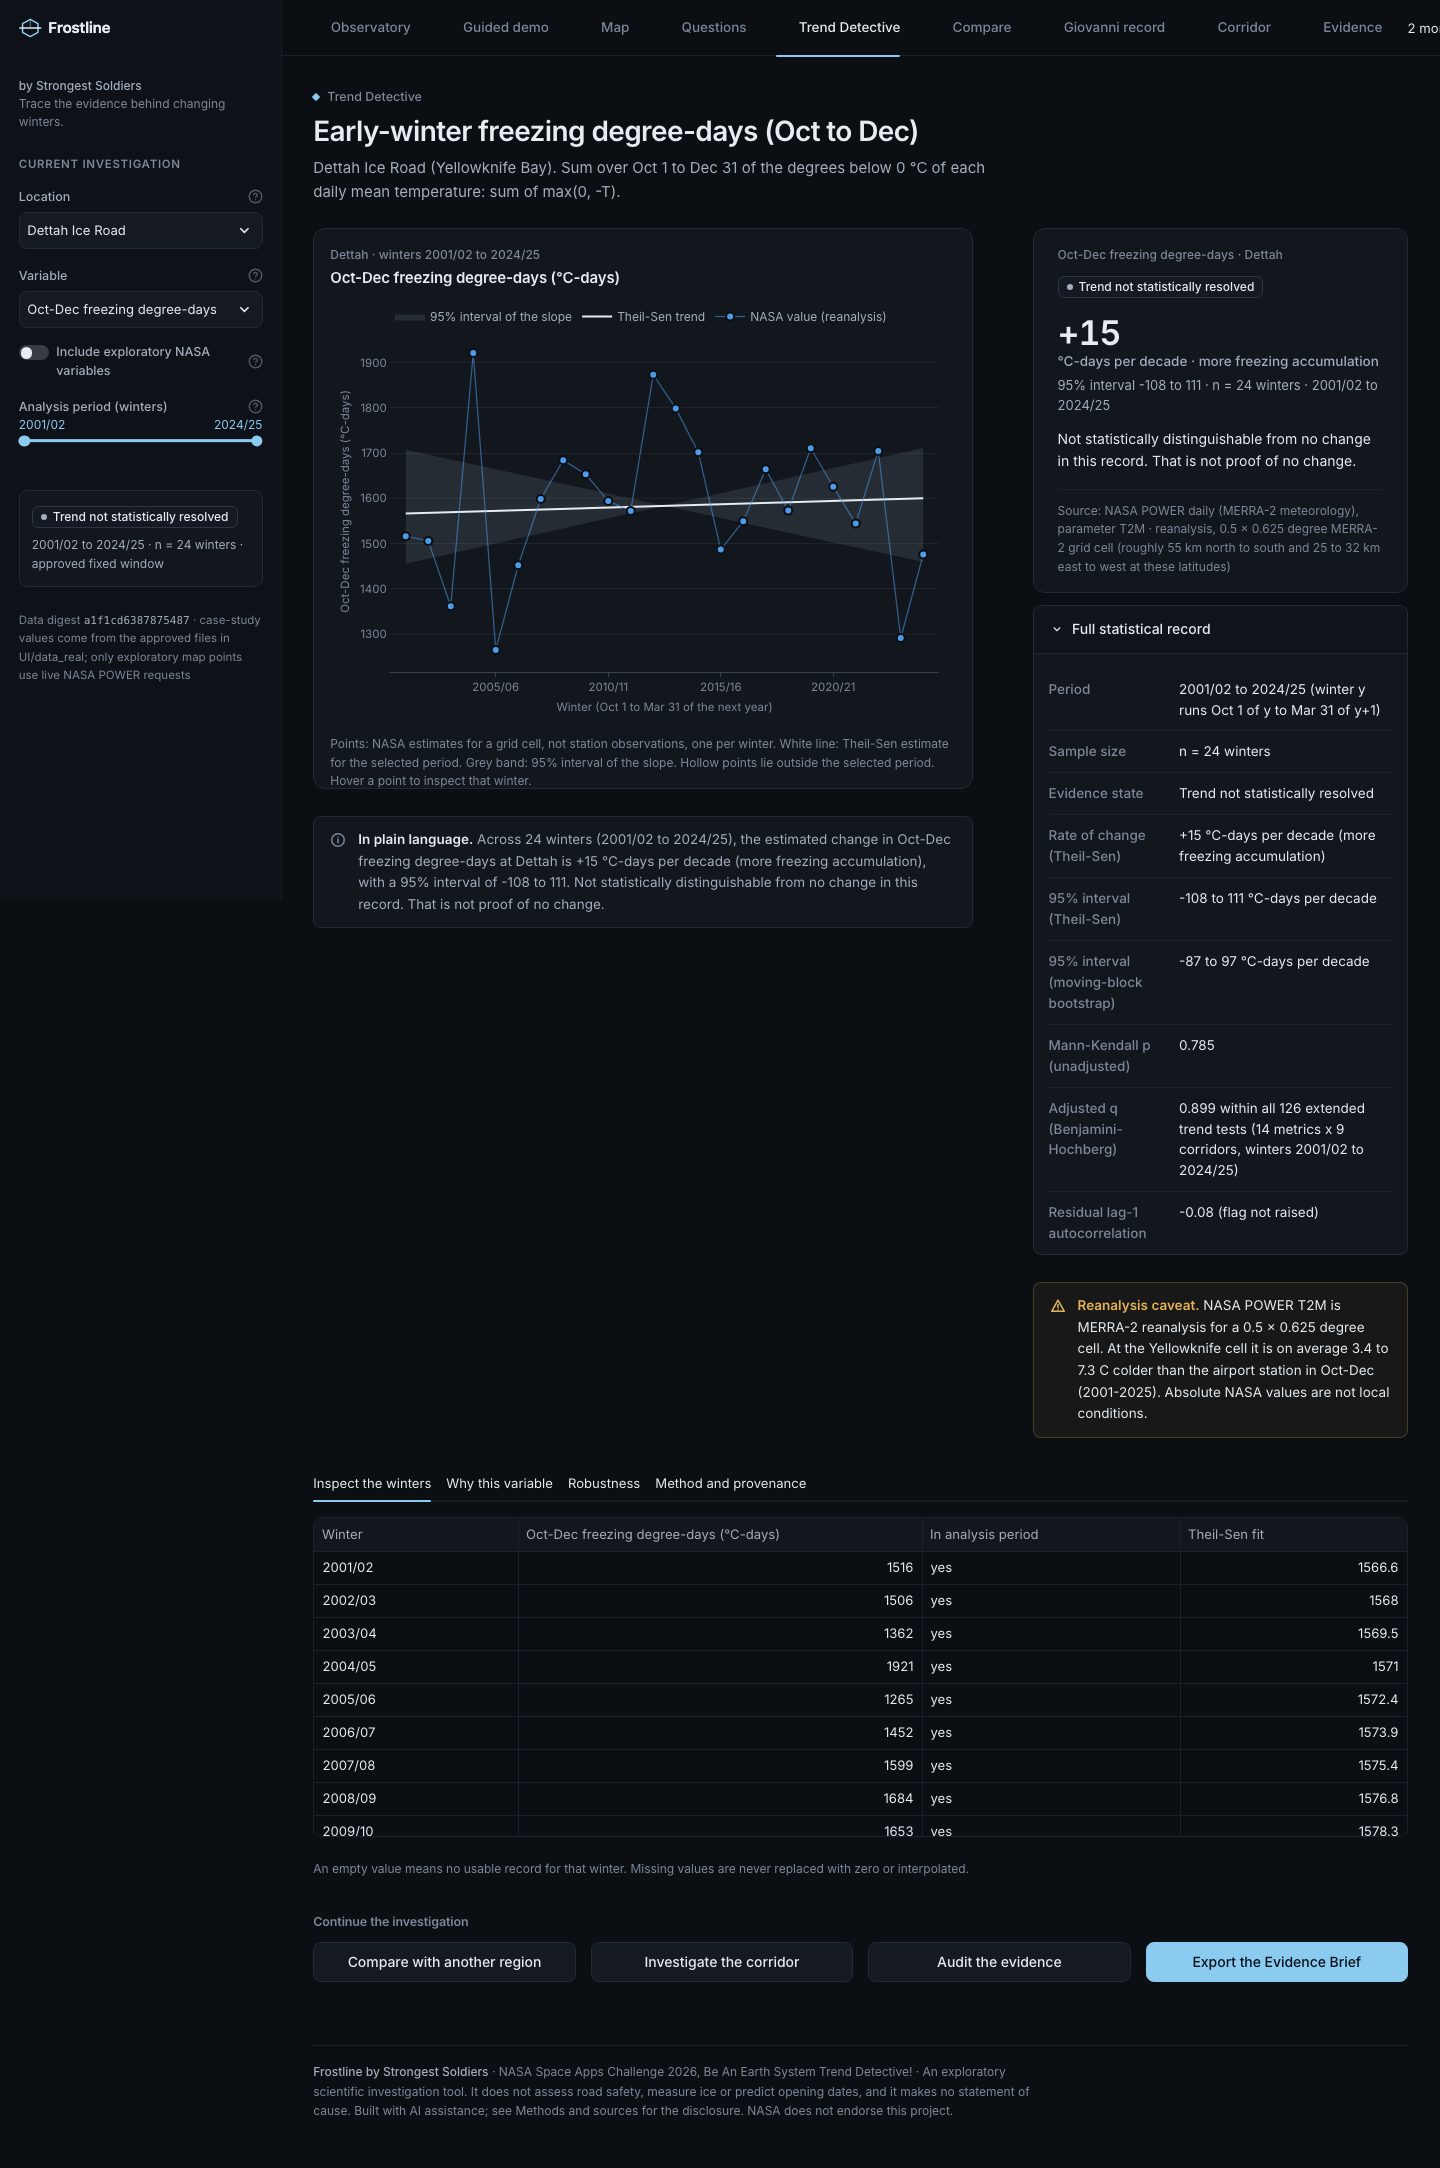 Frostline
by Strongest Soldiers
Trace the evidence behind changing
winters.
CURRENT INVESTIGATION
Location
Dettah Ice Road
Variable
Oct-Dec freezing degree-days
Include exploratory NASA
variables
Analysis period (winters)
2001/02 2024/25
Trend not statistically resolved
2001/02 to 2024/25 · n = 24 winters ·
approved fixed window
Data digest a1f1cd6387875487 · case-study
values come from the approved files in
UI/data_real; only exploratory map points
use live NASA POWER requests
Observatory Guided demo Map Questions Trend Detective Compare Giovanni record Corridor Evidence 2 mo
Trend Detective
Early-winter freezing degree-days (Oct to Dec)
Dettah Ice Road (Yellowknife Bay). Sum over Oct 1 to Dec 31 of the degrees below 0 °C of each
daily mean temperature: sum of max(0, -T).
Dettah · winters 2001/02 to 2024/25
Oct-Dec freezing degree-days (°C-days)
95% interval of the slope Theil-Sen trend NASA value (reanalysis)
Oct-Dec freezing degree-days (°C-days)
1900
1800
1700
1600
1500
1400
1300
2005/06 2010/11 2015/16 2020/21
Winter (Oct 1 to Mar 31 of the next year)
Points: NASA estimates for a grid cell, not station observations, one per winter. White line: Theil-Sen estimate
for the selected period. Grey band: 95% interval of the slope. Hollow points lie outside the selected period.
Hover a point to inspect that winter.
In plain language. Across 24 winters (2001/02 to 2024/25), the estimated change in Oct-Dec
freezing degree-days at Dettah is +15 °C-days per decade (more freezing accumulation),
with a 95% interval of -108 to 111. Not statistically distinguishable from no change in this
record. That is not proof of no change.
Oct-Dec freezing degree-days · Dettah
Trend not statistically resolved
+15
°C-days per decade · more freezing accumulation
95% interval -108 to 111 · n = 24 winters · 2001/02 to
2024/25
Not statistically distinguishable from no change
in this record. That is not proof of no change.
Source: NASA POWER daily (MERRA-2 meteorology),
parameter T2M · reanalysis, 0.5 × 0.625 degree MERRA-
2 grid cell (roughly 55 km north to south and 25 to 32 km
east to west at these latitudes)
Full statistical record
Period 2001/02 to 2024/25 (winter y
runs Oct 1 of y to Mar 31 of y+1)
Sample size n = 24 winters
Evidence state Trend not statistically resolved
Rate of change +15 °C-days per decade (more
(Theil-Sen) freezing accumulation)
95% interval -108 to 111 °C-days per decade
(Theil-Sen)
95% interval -87 to 97 °C-days per decade
(moving-block
bootstrap)
Mann-Kendall p 0.785
(unadjusted)
Adjusted q 0.899 within all 126 extended
(Benjamini- trend tests (14 metrics x 9
Hochberg) corridors, winters 2001/02 to
2024/25)
Residual lag-1 -0.08 (flag not raised)
autocorrelation
Reanalysis caveat. NASA POWER T2M is
MERRA-2 reanalysis for a 0.5 × 0.625 degree
cell. At the Yellowknife cell it is on average 3.4 to
7.3 C colder than the airport station in Oct-Dec
(2001-2025). Absolute NASA values are not local
conditions.
Inspect the winters Why this variable Robustness Method and provenance
Winter Oct-Dec freezing degree-days (°C-days) In analysis period Theil-Sen fit
2001/02 1516 yes 1566.6
2002/03 1506 yes 1568
2003/04 1362 yes 1569.5
2004/05 1921 yes 1571
2005/06 1265 yes 1572.4
2006/07 1452 yes 1573.9
2007/08 1599 yes 1575.4
2008/09 1684 yes 1576.8
2009/10 1653 yes 1578.3
An empty value means no usable record for that winter. Missing values are never replaced with zero or interpolated.
Continue the investigation
Compare with another region Investigate the corridor Audit the evidence Export the Evidence Brief
Frostline by Strongest Soldiers · NASA Space Apps Challenge 2026, Be An Earth System Trend Detective! · An exploratory
scientific investigation tool. It does not assess road safety, measure ice or predict opening dates, and it makes no statement of
cause. Built with AI assistance; see Methods and sources for the disclosure. NASA does not endorse this project.